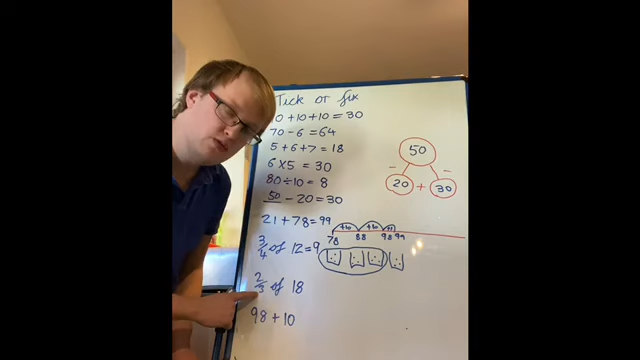 Tick or fix
0 + 10 + 10 = 30
70 - 6 = 64
5 + 6 + 7 = 18
6 × 5 = 30
80 ÷ 10 = 8
50 - 20 = 30
21 + 78 = 99
3/4 of 12 = 9
2/3 of 18
98 + 10
50
20 + 30
+10 +10 +1
78 88 98 99